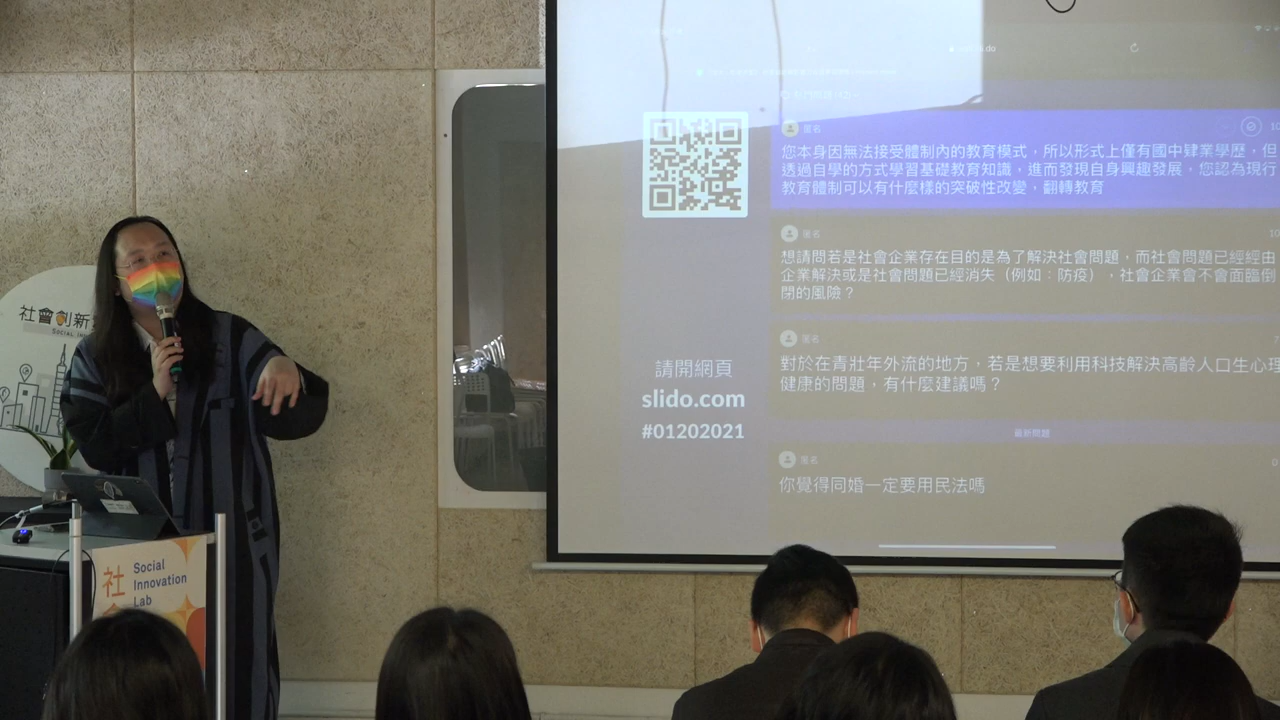 社會創新
SOCIAL INN
社
Social
Innovation
Lab
請開網頁
slido.com
#01202021
匿名
您本身因無法接受體制內的教育模式，所以形式上僅有國中肄業學歷，但
透過自學的方式學習基礎教育知識，進而發現自身興趣發展，您認為現行
教育體制可以有什麼樣的突破性改變，翻轉教育
匿名
想請問若是社會企業存在目的是為了解決社會問題，而社會問題已經經由
企業解決或是社會問題已經消失（例如：防疫），社會企業會不會面臨倒
閉的風險？
匿名
對於在青壯年外流的地方，若是想要利用科技解決高齡人口生心理
健康的問題，有什麼建議嗎？
最新問題
匿名
你覺得同婚一定要用民法嗎